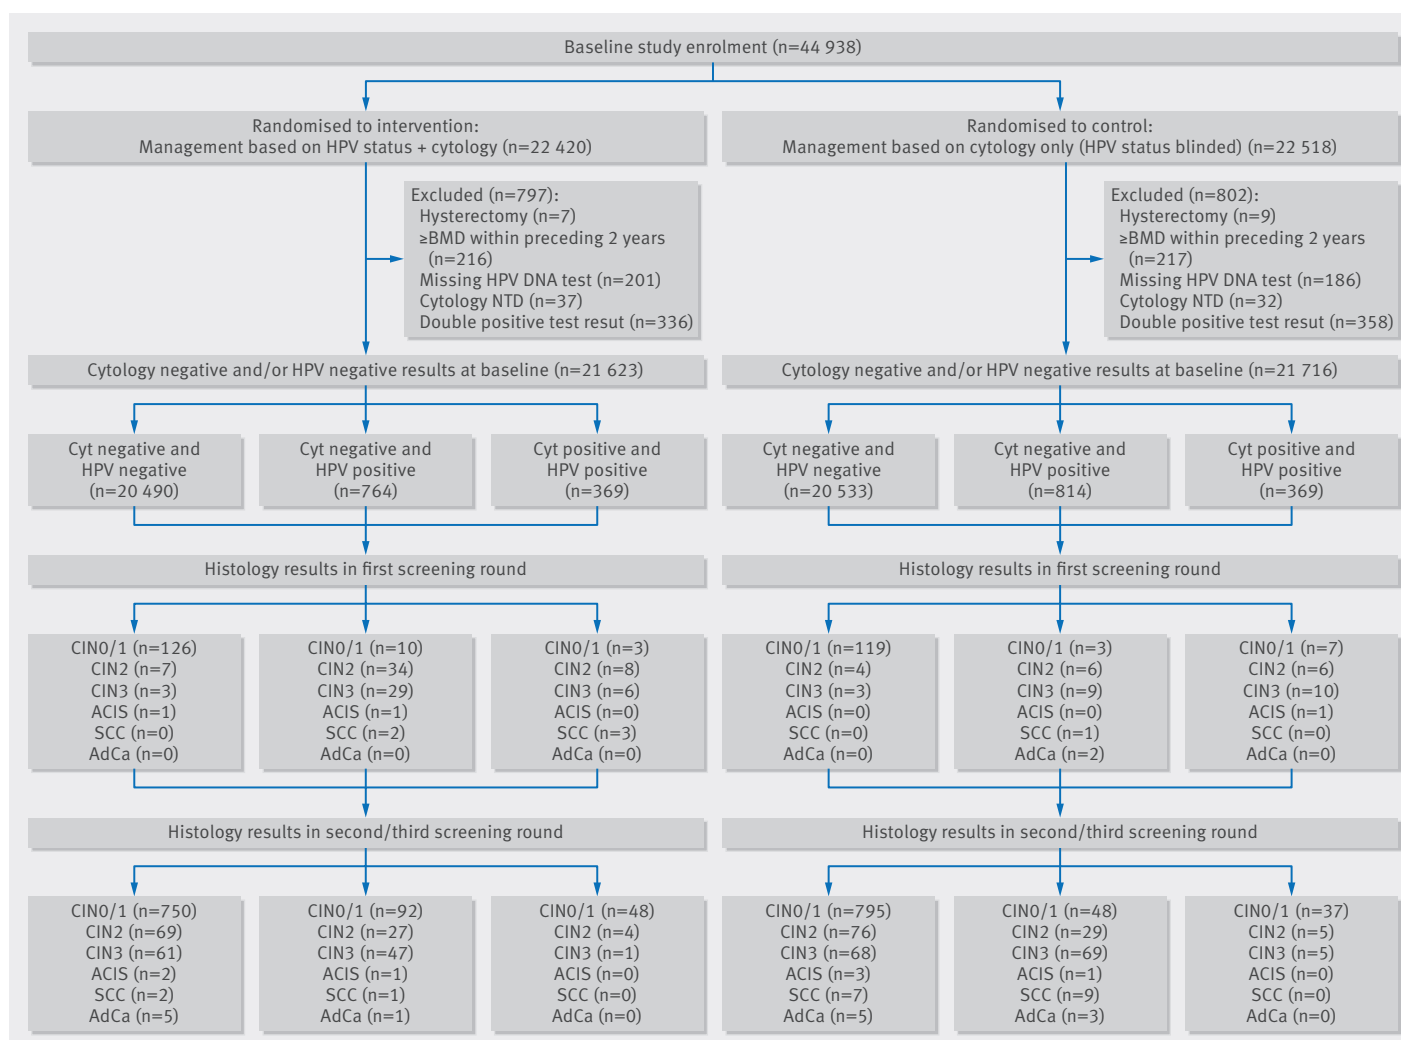 Baseline study enrolment (n=44 938)
Randomised to intervention:
Management based on HPV status + cytology (n=22 420)
Randomised to control:
Management based on cytology only (HPV status blinded) (n=22 518)
Excluded (n=797):
Hysterectomy (n=7)
≥BMD within preceding 2 years
(n=216)
Missing HPV DNA test (n=201)
Cytology NTD (n=37)
Double positive test resut (n=336)
Excluded (n=802):
Hysterectomy (n=9)
≥BMD within preceding 2 years
(n=217)
Missing HPV DNA test (n=186)
Cytology NTD (n=32)
Double positive test resut (n=358)
Cytology negative and/or HPV negative results at baseline (n=21 623)
Cytology negative and/or HPV negative results at baseline (n=21 716)
Cyt negative and
HPV negative
(n=20 490)
Cyt negative and
HPV positive
(n=764)
Cyt positive and
HPV positive
(n=369)
Cyt negative and
HPV negative
(n=20 533)
Cyt negative and
HPV positive
(n=814)
Cyt positive and
HPV positive
(n=369)
Histology results in first screening round
Histology results in first screening round
CIN0/1 (n=126)
CIN2 (n=7)
CIN3 (n=3)
ACIS (n=1)
SCC (n=0)
AdCa (n=0)
CIN0/1 (n=10)
CIN2 (n=34)
CIN3 (n=29)
ACIS (n=1)
SCC (n=2)
AdCa (n=0)
CIN0/1 (n=3)
CIN2 (n=8)
CIN3 (n=6)
ACIS (n=0)
SCC (n=3)
AdCa (n=0)
CIN0/1 (n=119)
CIN2 (n=4)
CIN3 (n=3)
ACIS (n=0)
SCC (n=0)
AdCa (n=0)
CIN0/1 (n=3)
CIN2 (n=6)
CIN3 (n=9)
ACIS (n=0)
SCC (n=1)
AdCa (n=2)
CIN0/1 (n=7)
CIN2 (n=6)
CIN3 (n=10)
ACIS (n=1)
SCC (n=0)
AdCa (n=0)
Histology results in second/third screening round
Histology results in second/third screening round
CIN0/1 (n=750)
CIN2 (n=69)
CIN3 (n=61)
ACIS (n=2)
SCC (n=2)
AdCa (n=5)
CIN0/1 (n=92)
CIN2 (n=27)
CIN3 (n=47)
ACIS (n=1)
SCC (n=1)
AdCa (n=1)
CIN0/1 (n=48)
CIN2 (n=4)
CIN3 (n=1)
ACIS (n=0)
SCC (n=0)
AdCa (n=0)
CIN0/1 (n=795)
CIN2 (n=76)
CIN3 (n=68)
ACIS (n=3)
SCC (n=7)
AdCa (n=5)
CIN0/1 (n=48)
CIN2 (n=29)
CIN3 (n=69)
ACIS (n=1)
SCC (n=9)
AdCa (n=3)
CIN0/1 (n=37)
CIN2 (n=5)
CIN3 (n=5)
ACIS (n=0)
SCC (n=0)
AdCa (n=0)